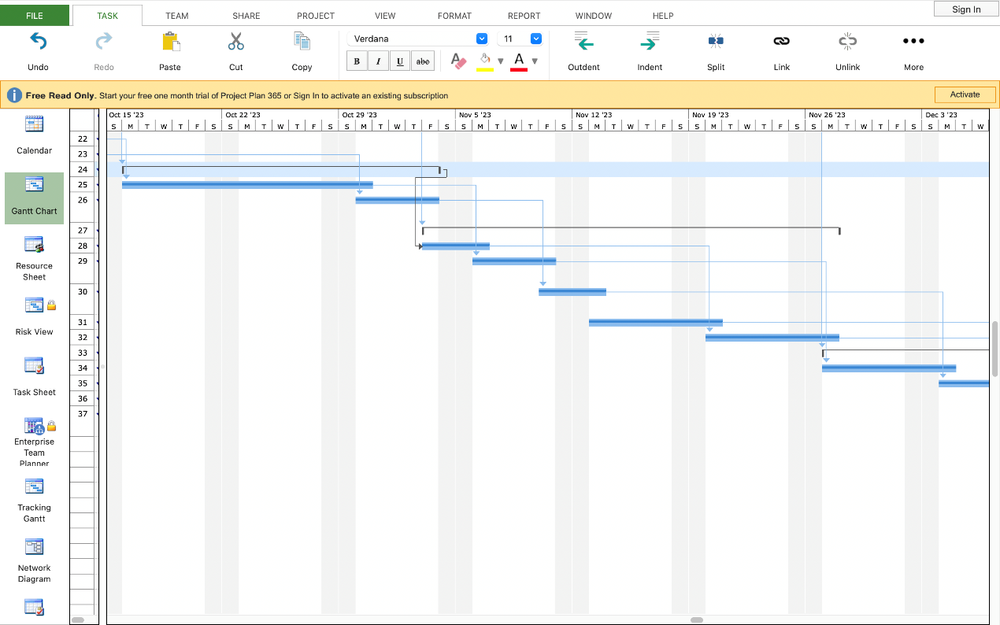 FILE TASK TEAM SHARE PROJECT VIEW FORMAT REPORT WINDOW HELP Sign In
Verdana 11
B I U abc A A
Undo Redo Paste Cut Copy Outdent Indent Split Link Unlink More
Free Read Only. Start your free one month trial of Project Plan 365 or Sign In to activate an existing subscription Activate
Oct 15 '23 Oct 22 '23 Oct 29 '23 Nov 5 '23 Nov 12 '23 Nov 19 '23 Nov 26 '23 Dec 3 '23
S M T W T F S S M T W T F S S M T W T F S S M T W T F S S M T W T F S S M T W T F S S M T W T F S S M T W
Calendar
Gantt Chart
Resource
Sheet
Risk View
Task Sheet
Enterprise
Team
Planner
Tracking
Gantt
Network
Diagram
22
23
24
25
26
27
28
29
30
31
32
33
34
35
36
37